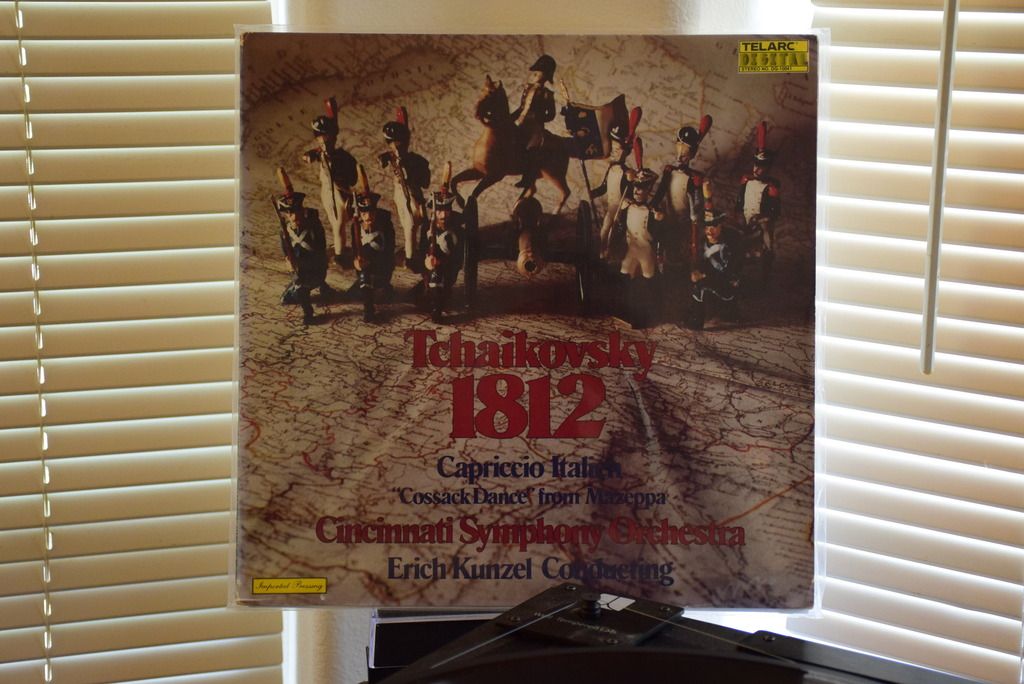 TELARC
DIGITAL
Tchaikovsky
1812
Capriccio Italien
"Cossack Dance" from Mazeppa
Cincinnati Symphony Orchestra
Erich Kunzel Conducting
Imported Pressing